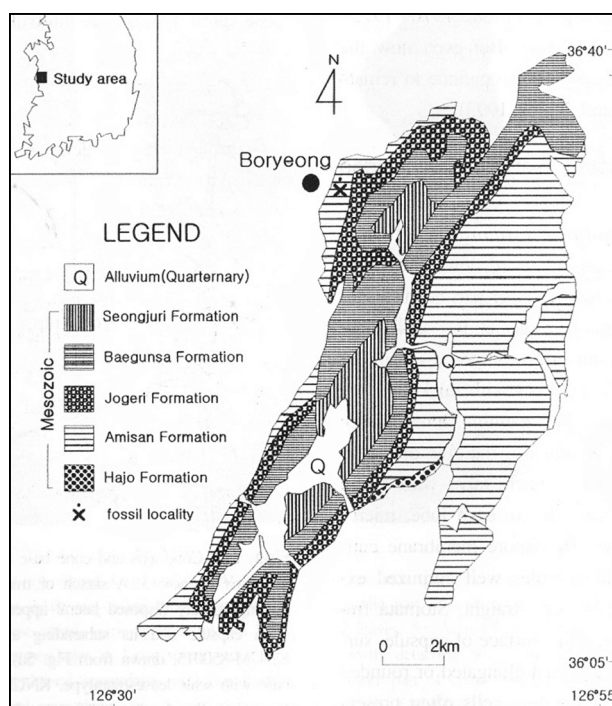 Study area
36°40'
N
Boryeong
LEGEND
Q Alluvium(Quarternary)
Mesozoic
Seongjuri Formation
Baegunsa Formation
Jogeri Formation
Amisan Formation
Hajo Formation
fossil locality
Q
Q
0 2km
36°05'
126°30'
126°55'